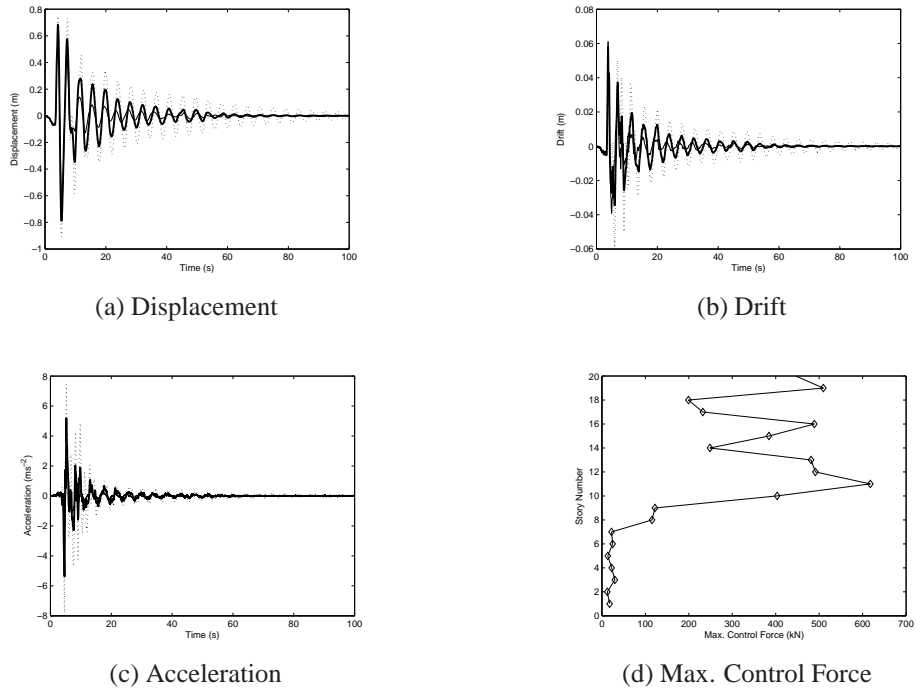 0.8
0.6
0.4
0.2
0
−0.2
−0.4
−0.6
−0.8
−1
Displacement (m)
0 20 40 60 80 100
Time (s)
(a) Displacement
0.08
0.06
0.04
0.02
0
−0.02
−0.04
−0.06
Drift (m)
0 20 40 60 80 100
Time (s)
(b) Drift
8
6
4
2
0
−2
−4
−6
−8
Acceleration (ms−2)
0 20 40 60 80 100
Time (s)
(c) Acceleration
20
18
16
14
12
10
8
6
4
2
0
Story Number
0 100 200 300 400 500 600 700
Max. Control Force (kN)
(d) Max. Control Force